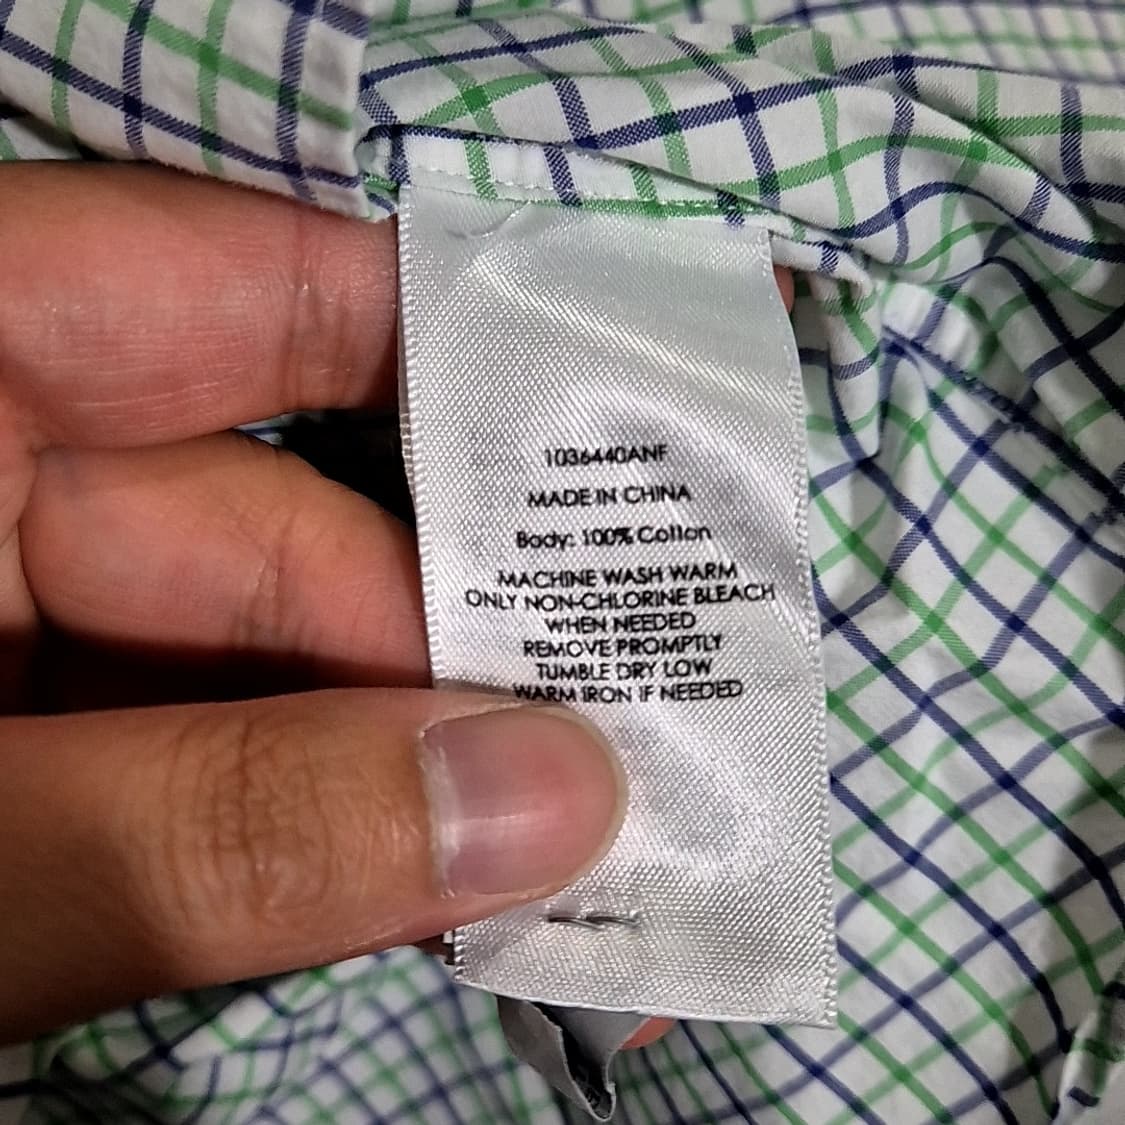 1036440ANF
MADE IN CHINA
Body: 100% Cotton
MACHINE WASH WARM
ONLY NON-CHLORINE BLEACH
WHEN NEEDED
REMOVE PROMPTLY
TUMBLE DRY LOW
WARM IRON IF NEEDED